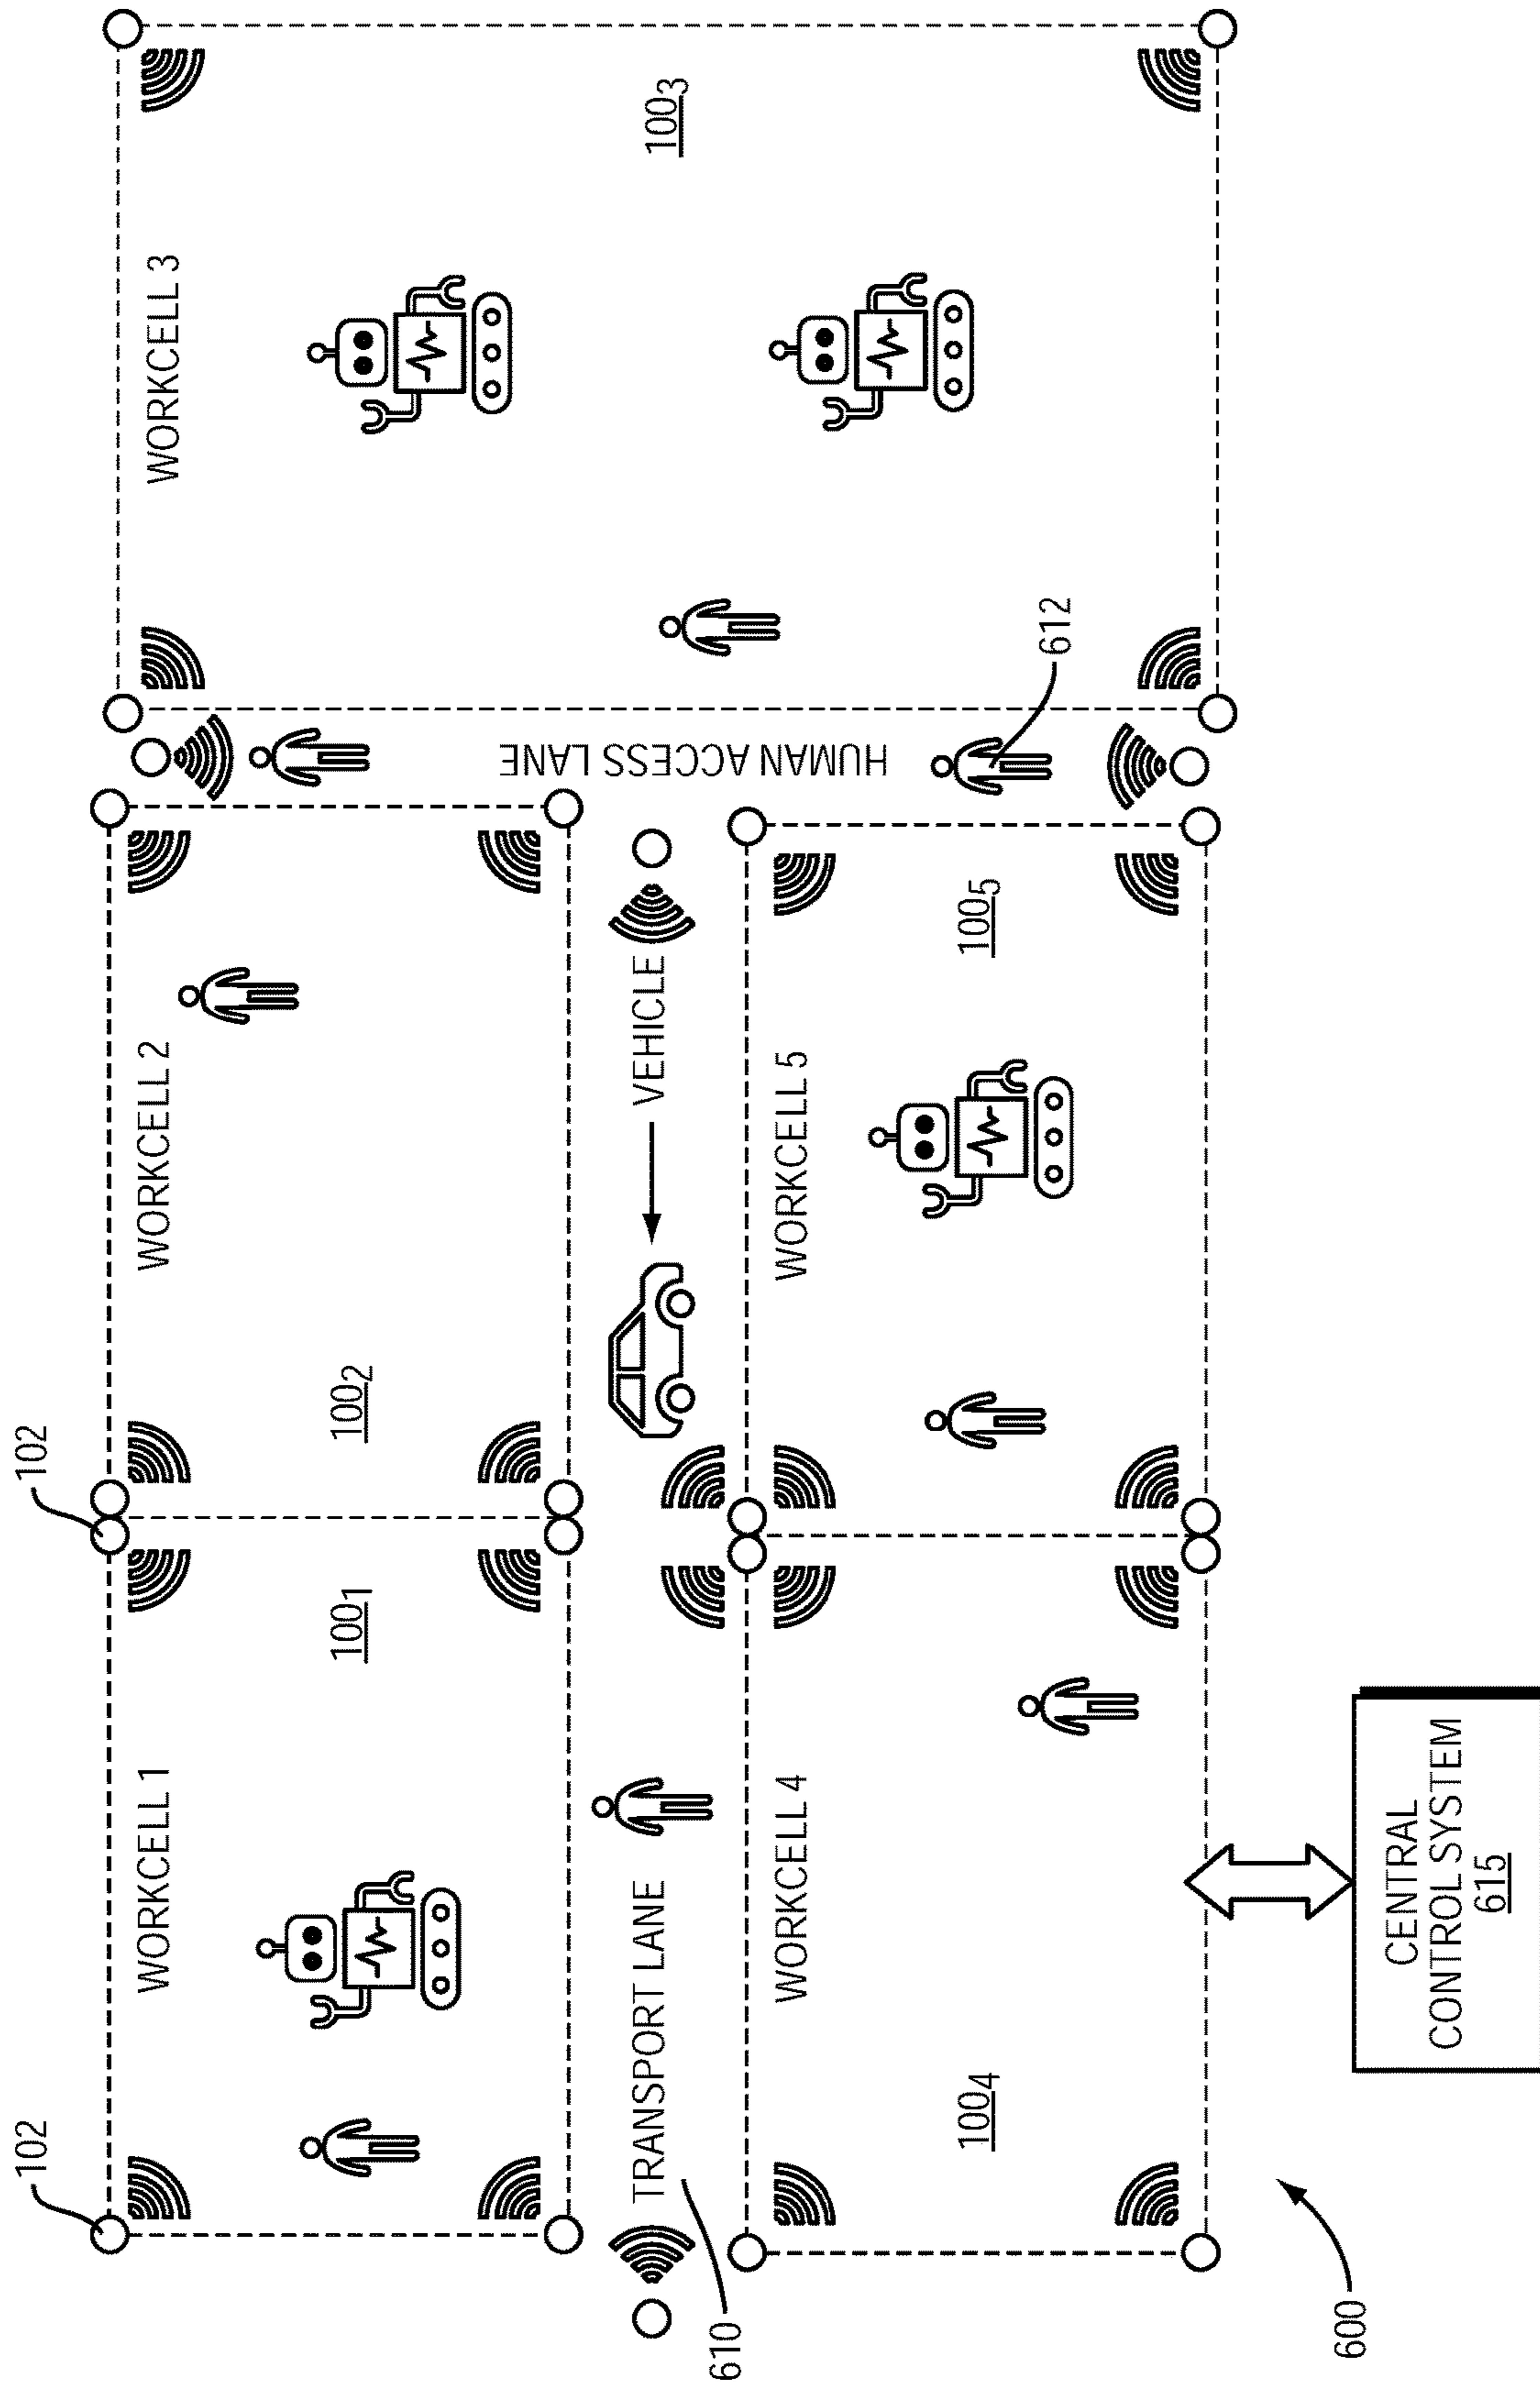 102
102
WORKCELL 1
WORKCELL 2
WORKCELL 3
100₁
100₂
100₃
TRANSPORT LANE
VEHICLE
HUMAN ACCESS LANE
610
WORKCELL 4
WORKCELL 5
100₄
100₅
612
600
CENTRAL
CONTROL SYSTEM
615